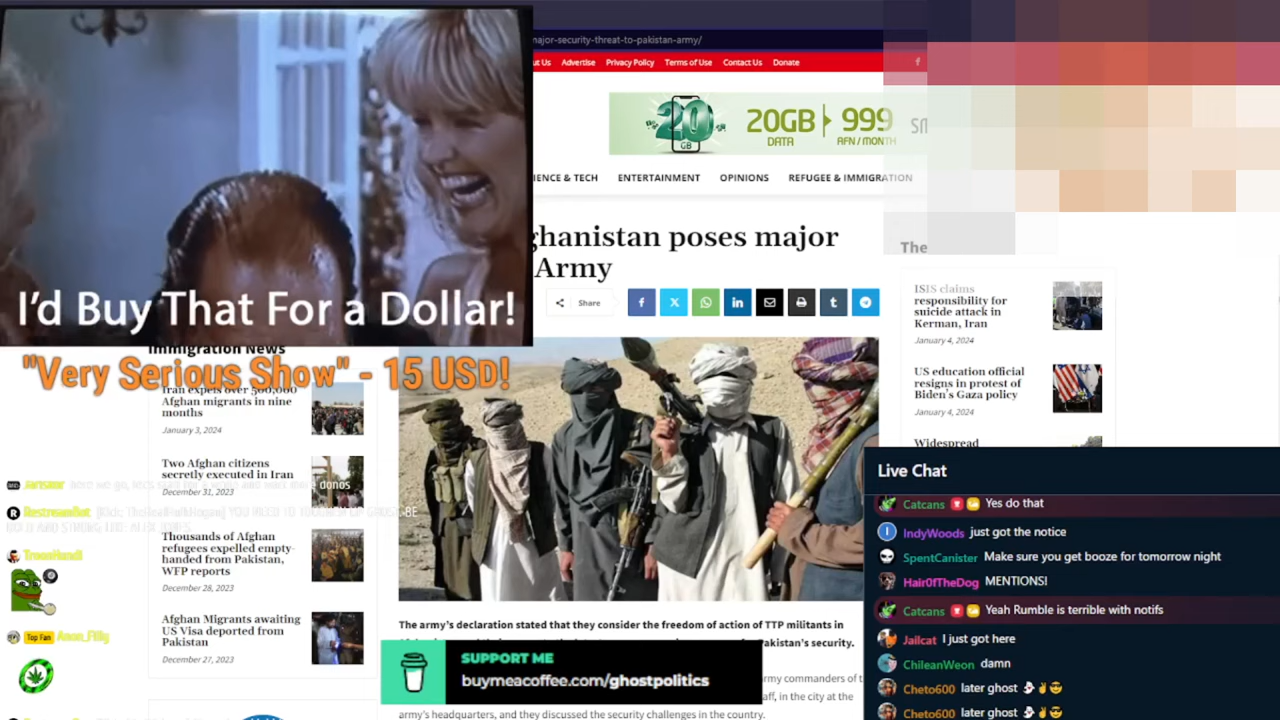 I'd Buy That For a Dollar!
"Very Serious Show" - 15 USD!
major-security-threat-to-pakistan-army/
ut Us Advertise Privacy Policy Terms of Use Contact Us Donate
20
GB
20GB
DATA
999
AFN / MONTH
IENCE & TECH ENTERTAINMENT OPINIONS REFUGEE & IMMIGRATION
ghanistan poses major
Army
Share
Immigration News
Iran expels over 500,000
Afghan migrants in nine
months
January 3, 2024
Two Afghan citizens
secretly executed in Iran
December 31, 2023
Thousands of Afghan
refugees expelled empty-
handed from Pakistan,
WFP reports
December 28, 2023
Afghan Migrants awaiting
US Visa deported from
Pakistan
December 27, 2023
donos
RestreamBot
BE
Top Fan
The army's declaration stated that they consider the freedom of action of TTP militants in
Pakistan's security.
army commanders of
aff, in the city at the
army's headquarters, and they discussed the security challenges in the country.
SUPPORT ME
buymeacoffee.com/ghostpolitics
The
ISIS claims
responsibility for
suicide attack in
Kerman, Iran
January 4, 2024
US education official
resigns in protest of
Biden's Gaza policy
January 4, 2024
Widespread
Live Chat
Catcans Yes do that
IndyWoods just got the notice
SpentCanister Make sure you get booze for tomorrow night
Hair0fTheDog MENTIONS!
Catcans Yeah Rumble is terrible with notifs
Jailcat I just got here
ChileanWeon damn
Cheto600 later ghost
Cheto600 later ghost